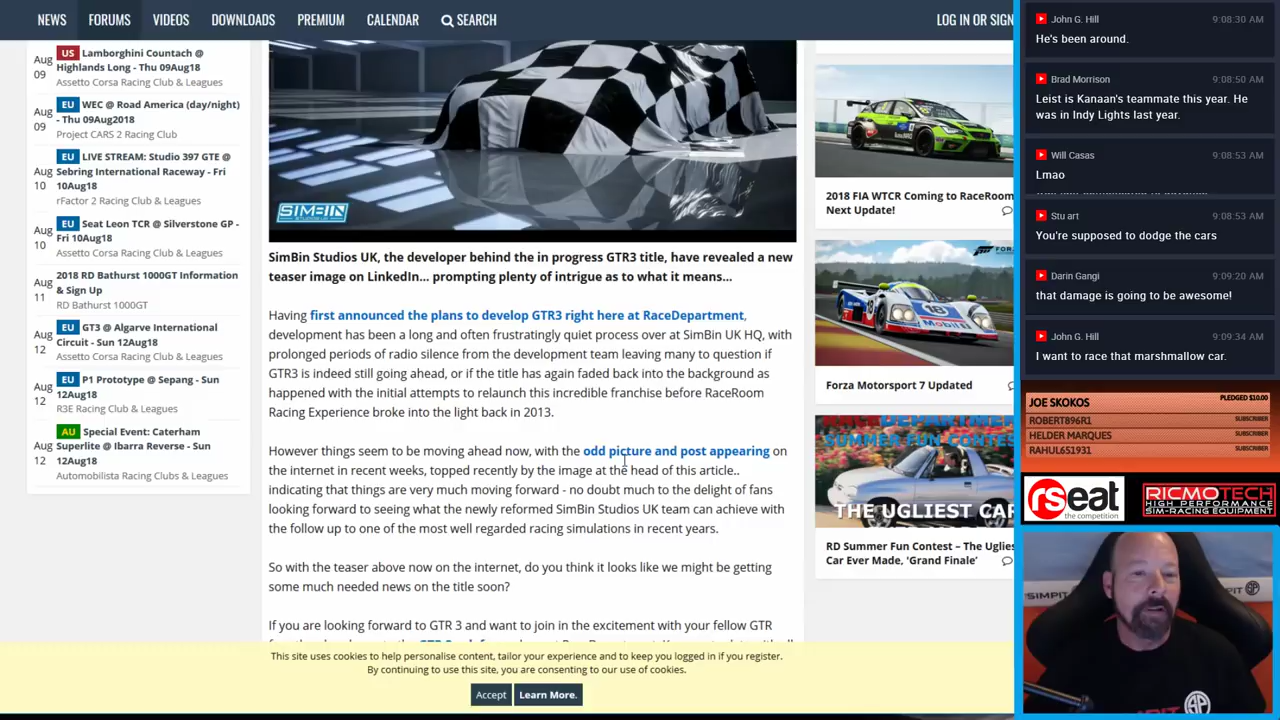 NEWS FORUMS VIDEOS DOWNLOADS PREMIUM CALENDAR SEARCH LOG IN OR SIGN
Aug 09
US Lamborghini Countach @
Highlands Long - Thu 09Aug18
Assetto Corsa Racing Club & Leagues
Aug 09
EU WEC @ Road America (day/night)
- Thu 09Aug2018
Project CARS 2 Racing Club
Aug 10
EU LIVE STREAM: Studio 397 GTE @
Sebring International Raceway - Fri
10Aug18
rFactor 2 Racing Club & Leagues
Aug 10
EU Seat Leon TCR @ Silverstone GP -
Fri 10Aug18
Assetto Corsa Racing Club & Leagues
Aug 11
2018 RD Bathurst 1000GT Information
& Sign Up
RD Bathurst 1000GT
Aug 12
EU GT3 @ Algarve International
Circuit - Sun 12Aug18
Assetto Corsa Racing Club & Leagues
Aug 12
EU P1 Prototype @ Sepang - Sun
12Aug18
R3E Racing Club & Leagues
Aug 12
AU Special Event: Caterham
Superlite @ Ibarra Reverse - Sun
12Aug18
Automobilista Racing Club & Leagues
SIMBIN
SimBin Studios UK, the developer behind the in progress GTR3 title, have revealed a new
teaser image on LinkedIn... prompting plenty of intrigue as to what it means...
Having first announced the plans to develop GTR3 right here at RaceDepartment,
development has been a long and often frustratingly quiet process over at SimBin UK HQ, with
prolonged periods of radio silence from the development team leaving many to question if
GTR3 is indeed still going ahead, or if the title has again faded back into the background as
happened with the initial attempts to relaunch this incredible franchise before RaceRoom
Racing Experience broke into the light back in 2013.
However things seem to be moving ahead now, with the odd picture and post appearing on
the internet in recent weeks, topped recently by the image at the head of this article..
indicating that things are very much moving forward - no doubt much to the delight of fans
looking forward to seeing what the newly reformed SimBin Studios UK team can achieve with
the follow up to one of the most well regarded racing simulations in recent years.
So with the teaser above now on the internet, do you think it looks like we might be getting
some much needed news on the title soon?
If you are looking forward to GTR 3 and want to join in the excitement with your fellow GTR
This site uses cookies to help personalise content, tailor your experience and to keep you logged in if you register.
By continuing to use this site, you are consenting to our use of cookies.
Accept Learn More.
2018 FIA WTCR Coming to RaceRoom
Next Update!
FORZA
18
Mobil
Forza Motorsport 7 Updated
SUMMER FUN CONTEST
THE UGLIEST CAR
RD Summer Fun Contest – The Ugliest
Car Ever Made, 'Grand Finale'
John G. Hill 9:08:30 AM
He's been around.
Brad Morrison 9:08:50 AM
Leist is Kanaan's teammate this year. He
was in Indy Lights last year.
Will Casas 9:08:53 AM
Lmao
Stu art 9:08:53 AM
You're supposed to dodge the cars
Darin Gangi 9:09:20 AM
that damage is going to be awesome!
John G. Hill 9:09:34 AM
I want to race that marshmallow car.
JOE SKOKOS PLEDGED $10.00
ROBERT896R1 SUBSCRIBER
HELDER MARQUES SUBSCRIBER
RAHUL651931 SUBSCRIBER
rseat
the competition
RICMOTECH
HIGH PERFORMANCE
SIM-RACING EQUIPMENT
SIMPIT